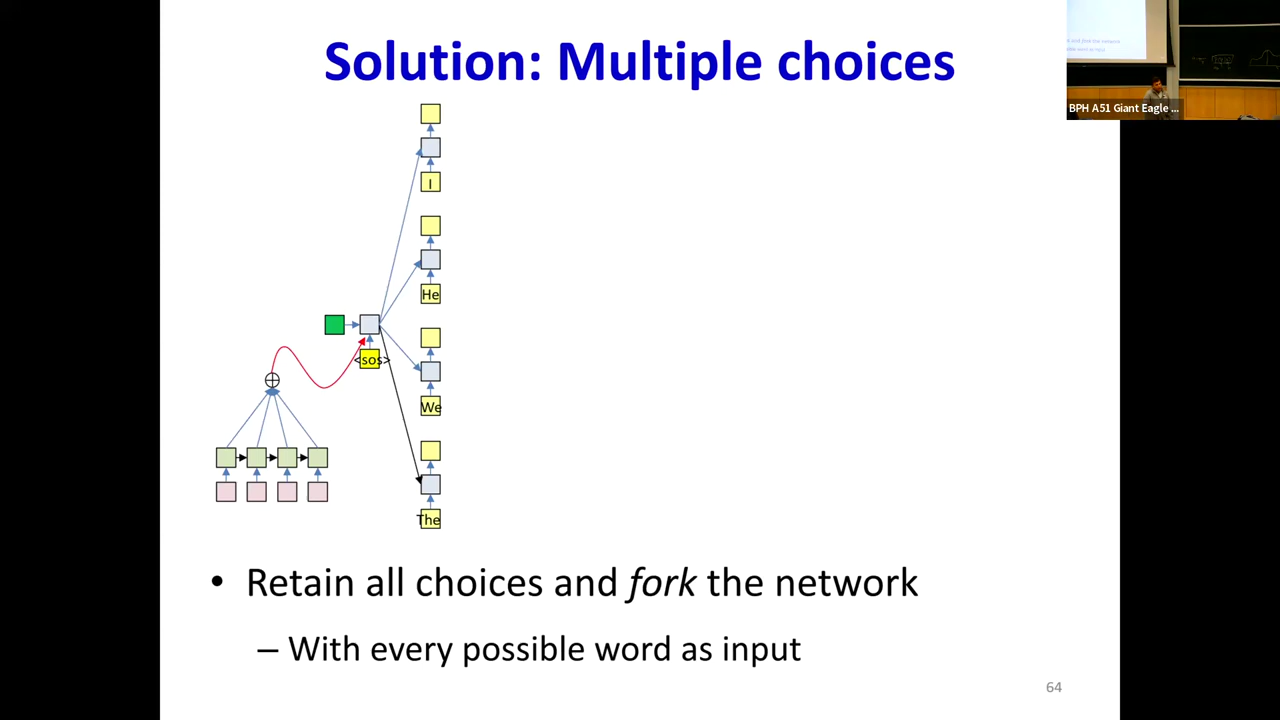 Solution: Multiple choices
BPH A51 Giant Eagle ...
I
He
<sos>
We
The
• Retain all choices and fork the network
– With every possible word as input
64